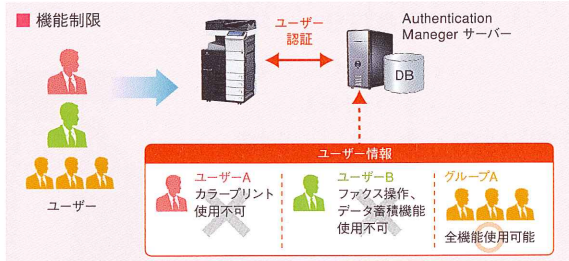 ■ 機能制限
ユーザー
認証
Authentication
Manager サーバー
DB
ユーザー
ユーザー情報
ユーザーA
カラープリント
使用不可
ユーザーB
ファクス操作、
データ蓄積機能
使用不可
グループA
全機能使用可能